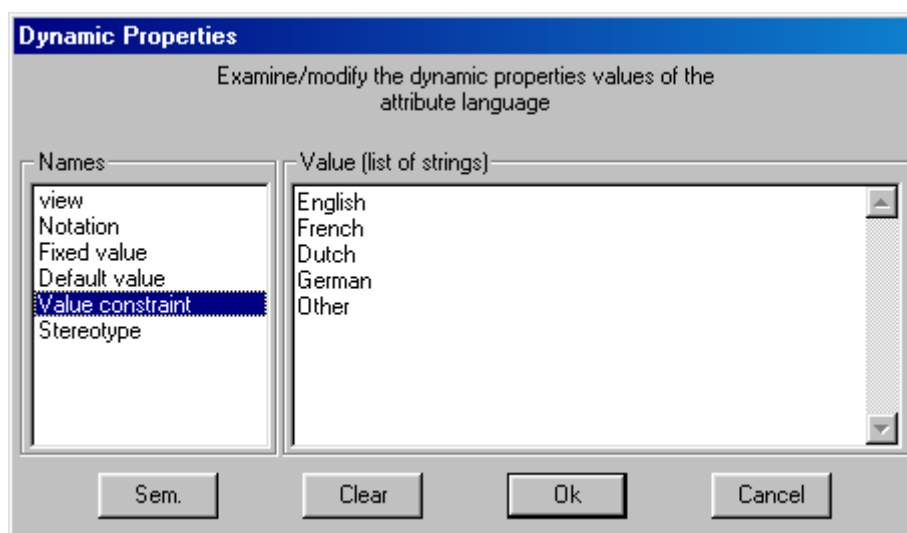 Dynamic Properties
Examine/modify the dynamic properties values of the
attribute language
Names
view
Notation
Fixed value
Default value
Value constraint
Stereotype
Value (list of strings)
English
French
Dutch
German
Other
Sem.
Clear
Ok
Cancel